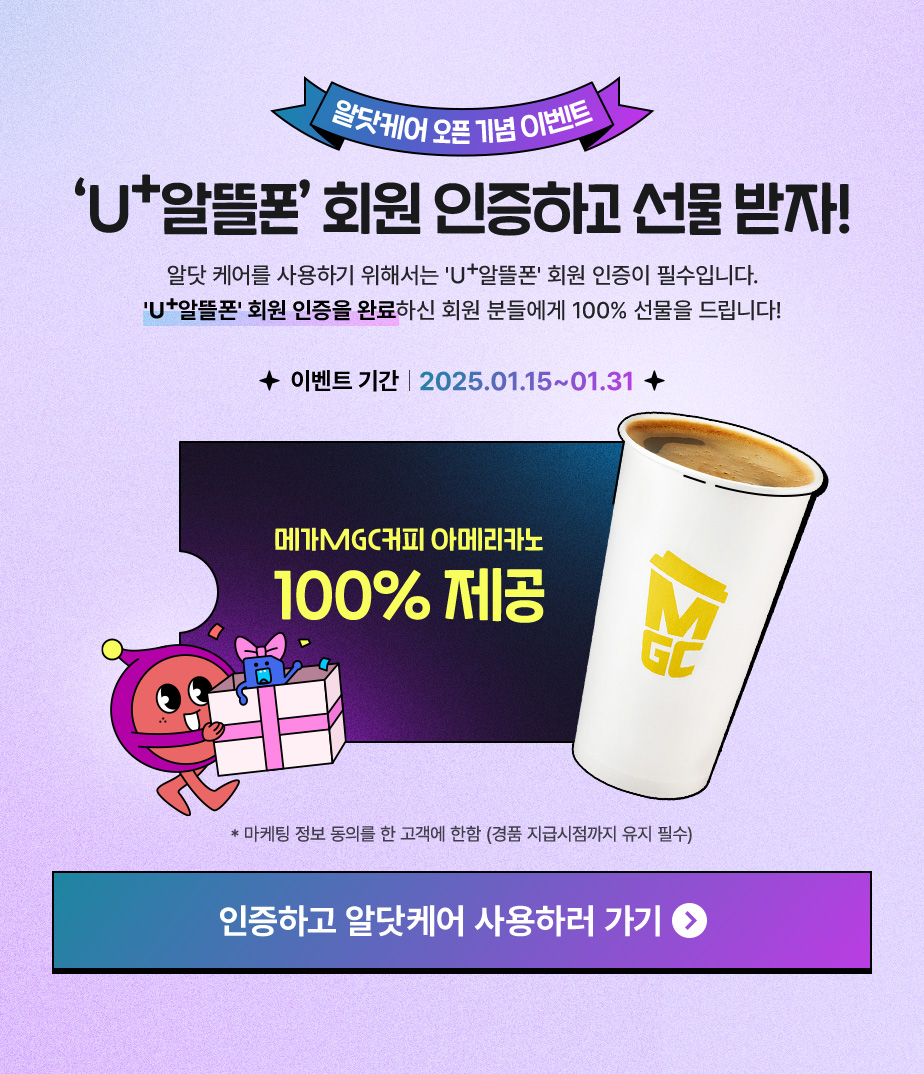 알닷케어 오픈 기념 이벤트
‘U+알뜰폰’ 회원 인증하고 선물 받자!
알닷 케어를 사용하기 위해서는 'U+알뜰폰' 회원 인증이 필수입니다.
'U+알뜰폰' 회원 인증을 완료하신 회원 분들에게 100% 선물을 드립니다!
이벤트 기간 | 2025.01.15~01.31
메가MGC커피 아메리카노
100% 제공
M
GC
* 마케팅 정보 동의를 한 고객에 한함 (경품 지급시점까지 유지 필수)
인증하고 알닷케어 사용하러 가기